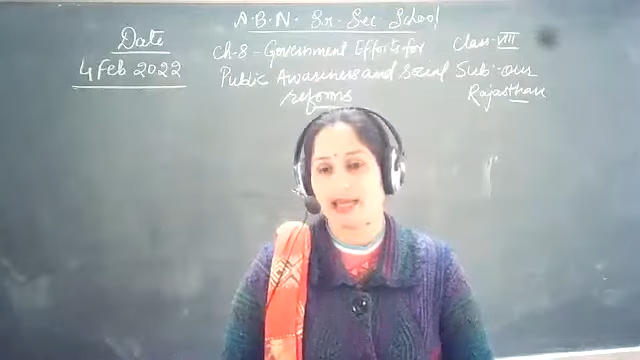 A.B.N. Sr. Sec. School
Date
4 Feb 2022
Ch-8 - Government Efforts for
Public Awareness and Social
reforms
Class - VIII
Sub:- our
Rajasthan